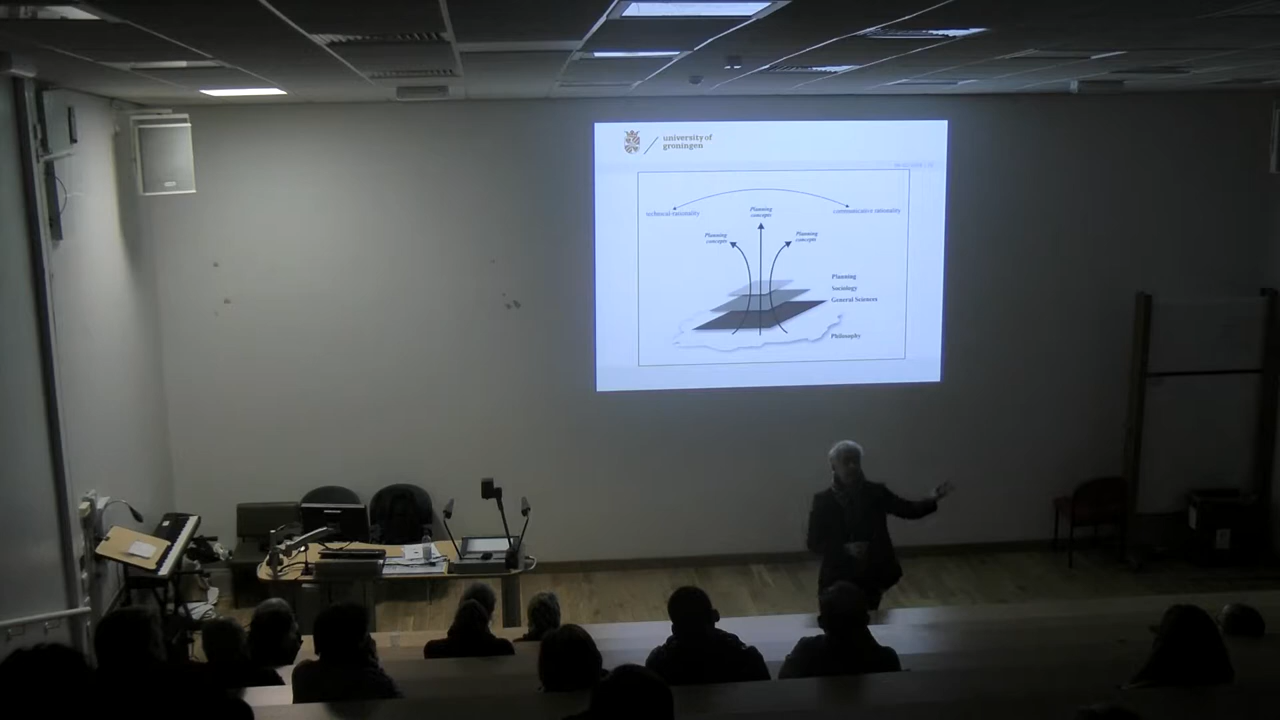 university of
groningen
Planning
concepts
technical rationality
communicative rationality
Planning
concepts
Planning
concepts
Planning
Sociology
General Sciences
Philosophy